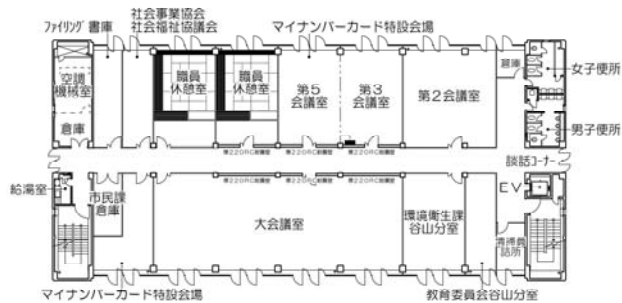 社会事業協会
ファイリング 書庫
社会福祉協議会
マイナンバーカード特設会場
空調
機械室
倉庫
職員
休憩室
職員
休憩室
第5
会議室
第3
会議室
第2会議室
倉庫
女子便所
男子便所
談話コーナー
給湯室
市民課
倉庫
大会議室
環境衛生課
谷山分室
EV
清掃員
詰所
マイナンバーカード特設会場
教育委員会谷山分室